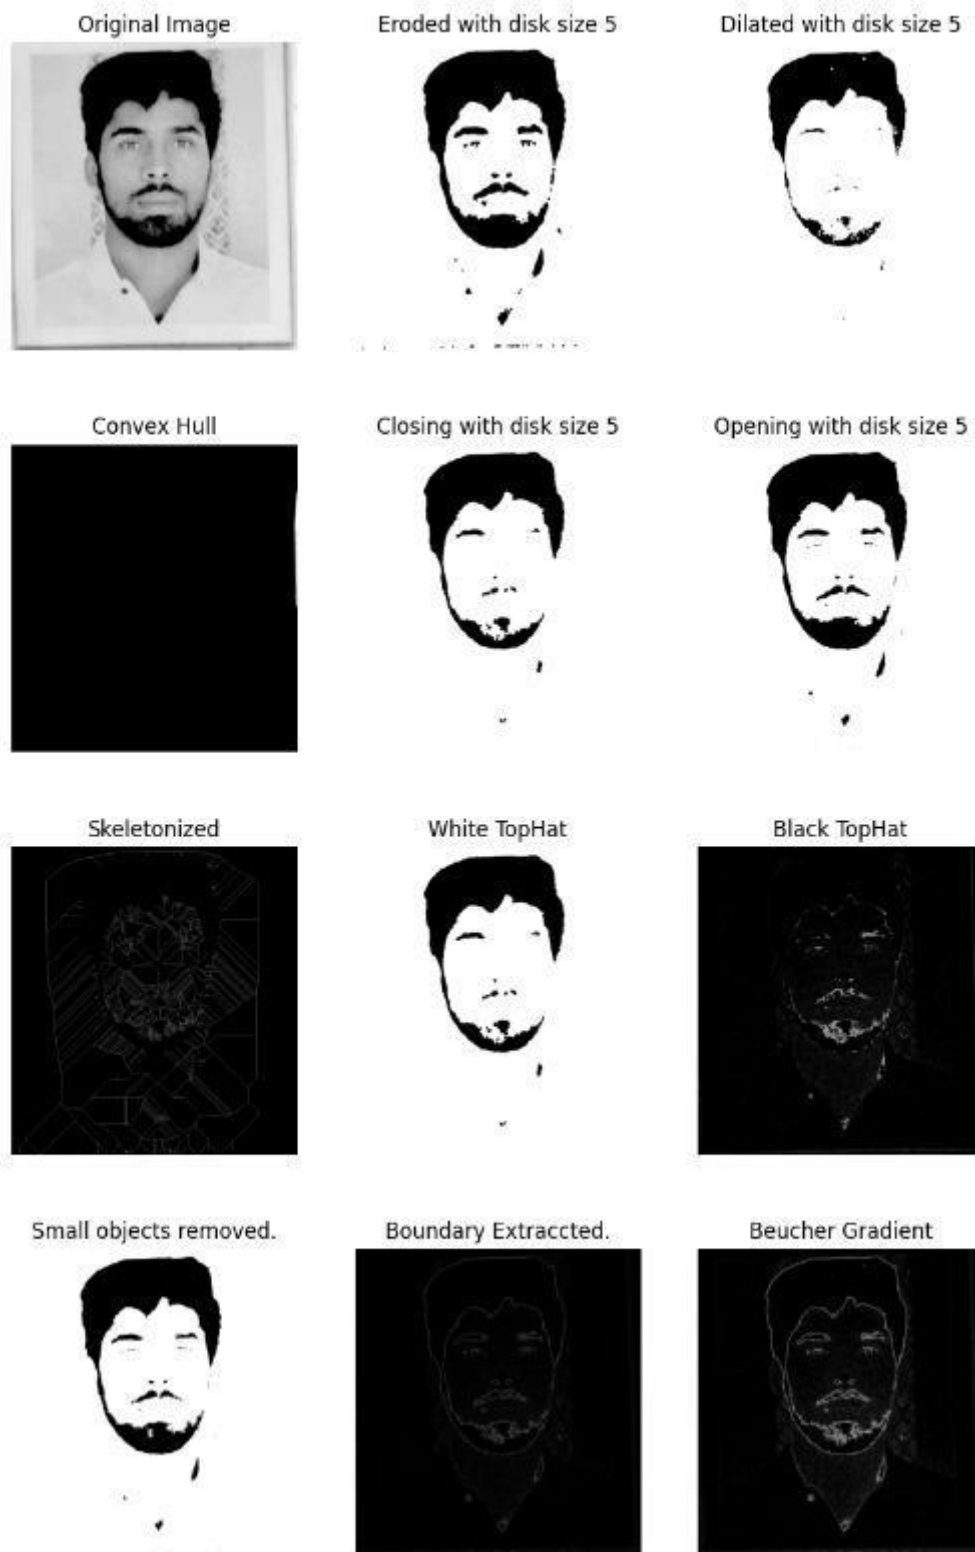 Original Image
Eroded with disk size 5
Dilated with disk size 5
Convex Hull
Closing with disk size 5
Opening with disk size 5
Skeletonized
White TopHat
Black TopHat
Small objects removed.
Boundary Extraccted.
Beucher Gradient